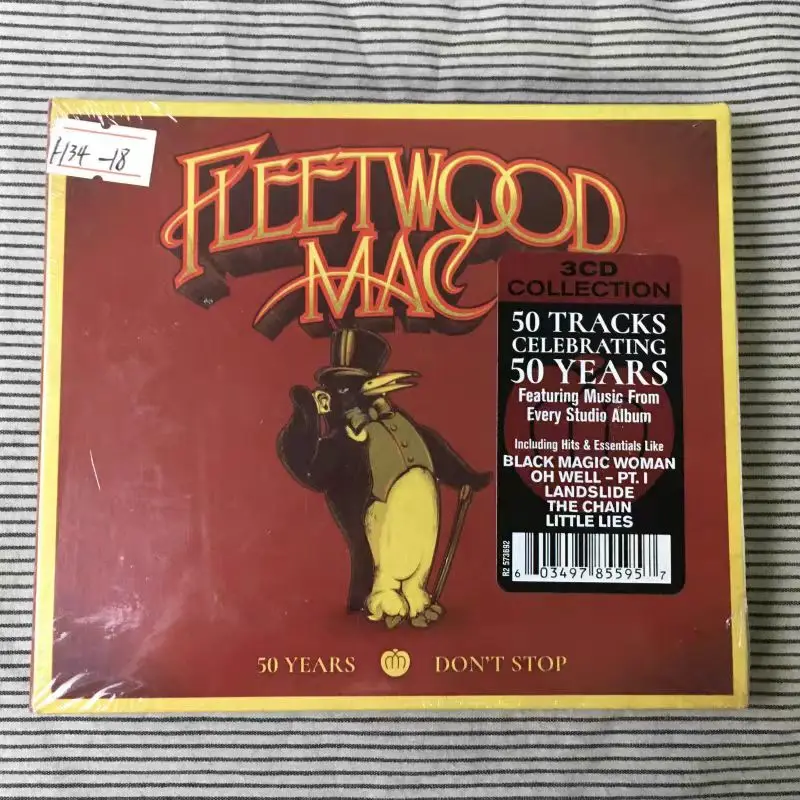 H34 -18
FLEETWOOD
MAC
3CD
COLLECTION
50 TRACKS
CELEBRATING
50 YEARS
Featuring Music From
Every Studio Album
Including Hits & Essentials Like
BLACK MAGIC WOMAN
OH WELL – PT. I
LANDSLIDE
THE CHAIN
LITTLE LIES
R2 573692
6 03497 85595 7
50 YEARS DON'T STOP